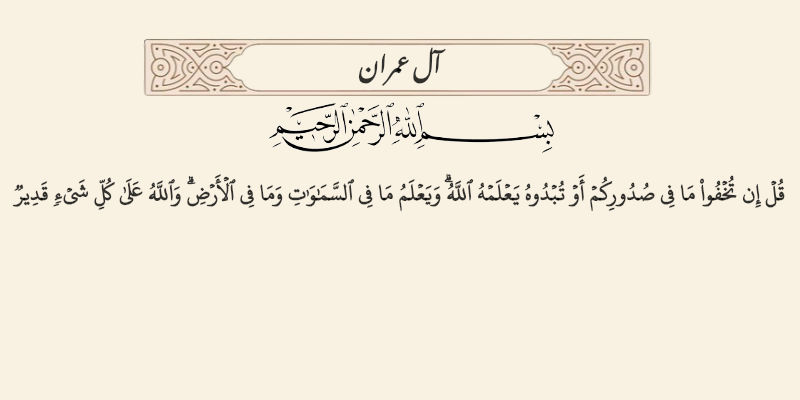 آل عمران
بِسْمِ ٱللَّهِ ٱلرَّحْمَٰنِ ٱلرَّحِيمِ
قُلْ إِن تُخْفُوا۟ مَا فِى صُدُورِكُمْ أَوْ تُبْدُوهُ يَعْلَمْهُ ٱللَّهُ ۗ وَيَعْلَمُ مَا فِى ٱلسَّمَٰوَٰتِ وَمَا فِى ٱلْأَرْضِ ۗ وَٱللَّهُ عَلَىٰ كُلِّ شَىْءٍ قَدِيرٌ